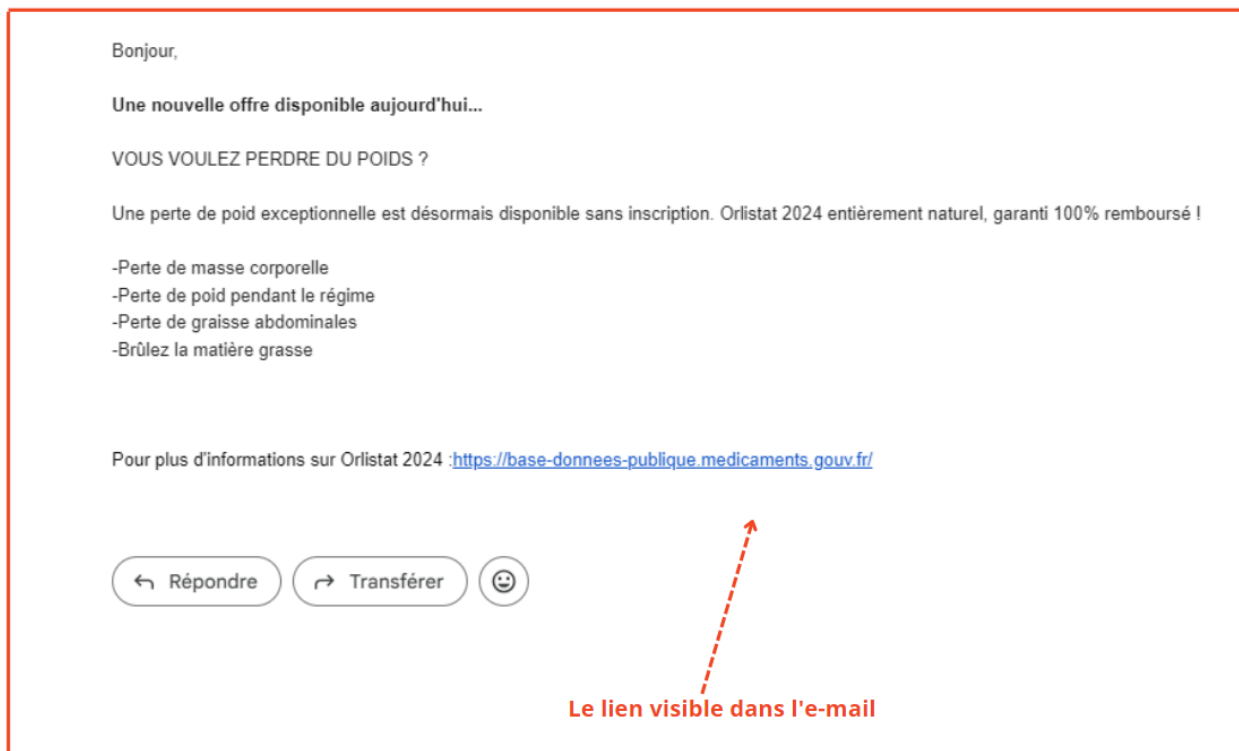 Bonjour,
Une nouvelle offre disponible aujourd'hui...
VOUS VOULEZ PERDRE DU POIDS ?
Une perte de poid exceptionnelle est désormais disponible sans inscription. Orlistat 2024 entièrement naturel, garanti 100% remboursé !
-Perte de masse corporelle
-Perte de poid pendant le régime
-Perte de graisse abdominales
-Brûlez la matière grasse
Pour plus d'informations sur Orlistat 2024 :https://base-donnees-publique.medicaments.gouv.fr/
Répondre Transférer
Le lien visible dans l'e-mail